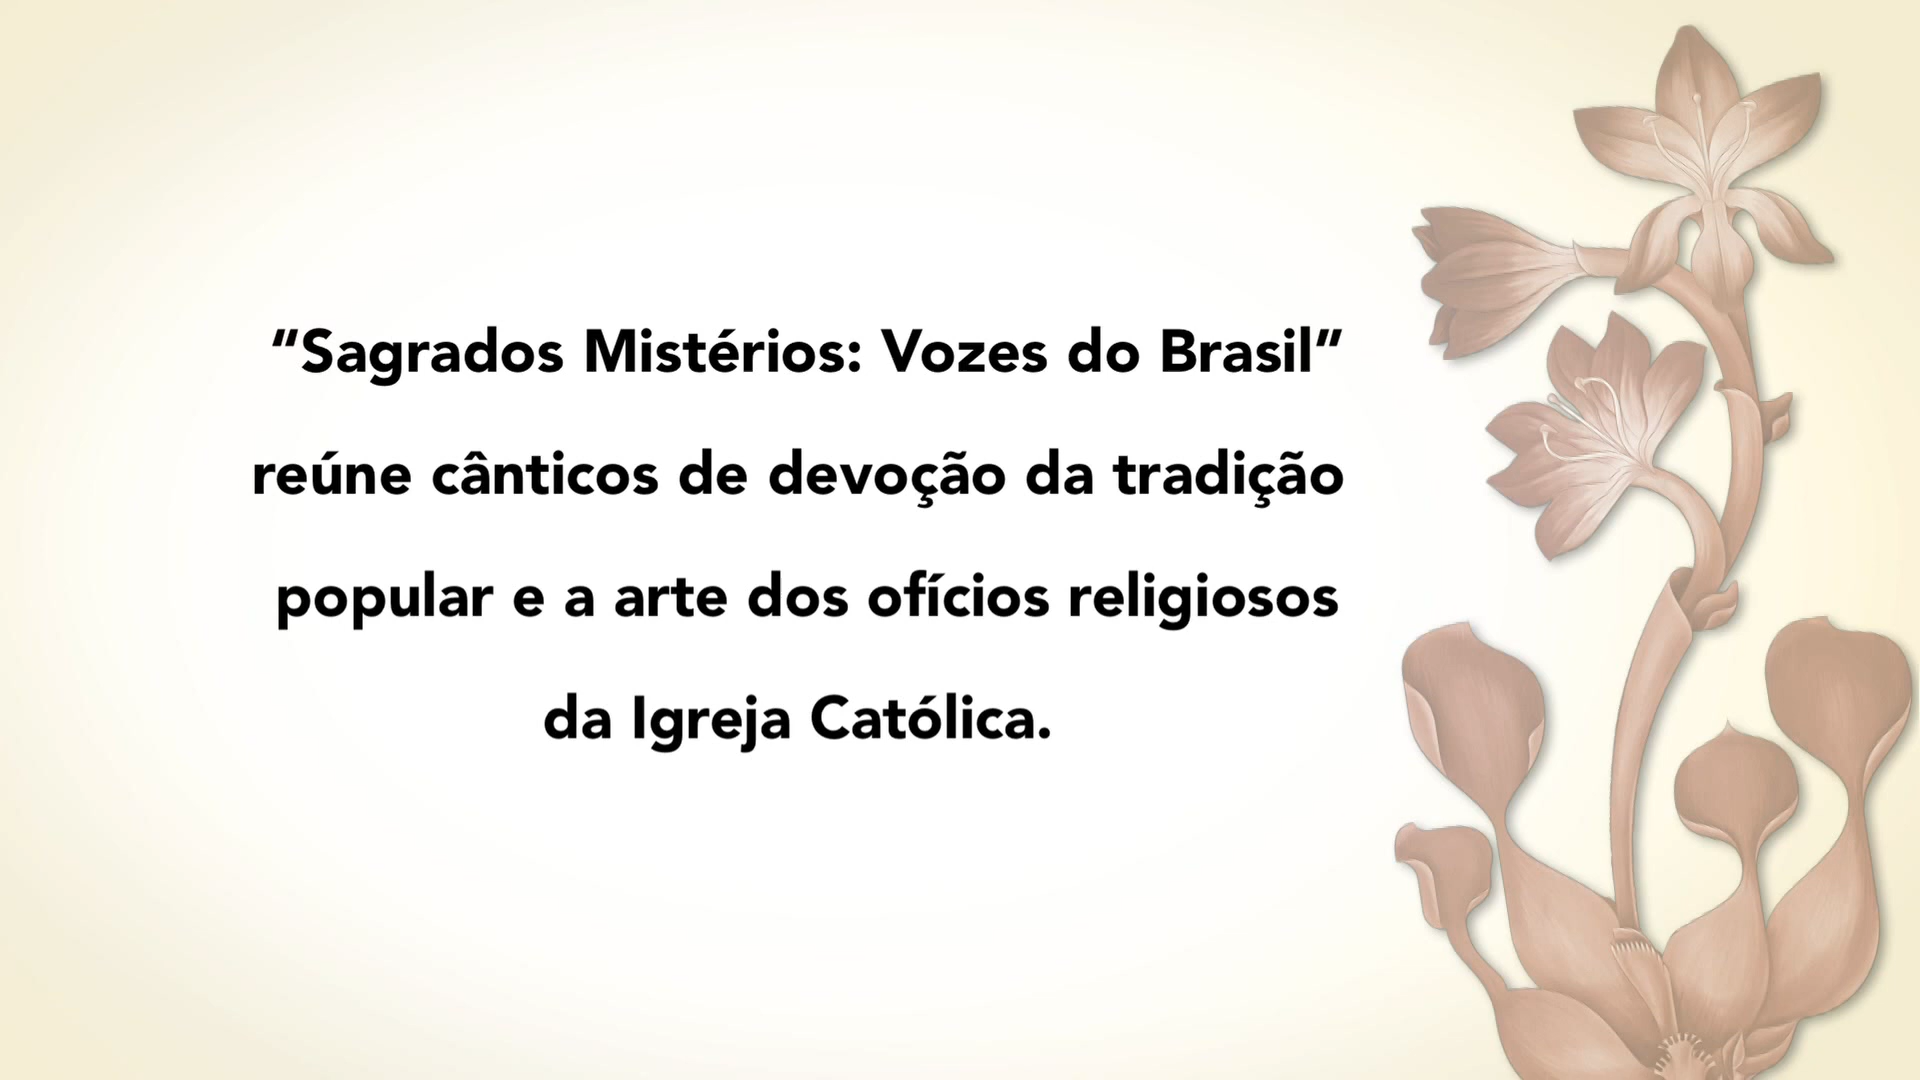 “Sagrados Mistérios: Vozes do Brasil”
reúne cânticos de devoção da tradição
popular e a arte dos ofícios religiosos
da Igreja Católica.